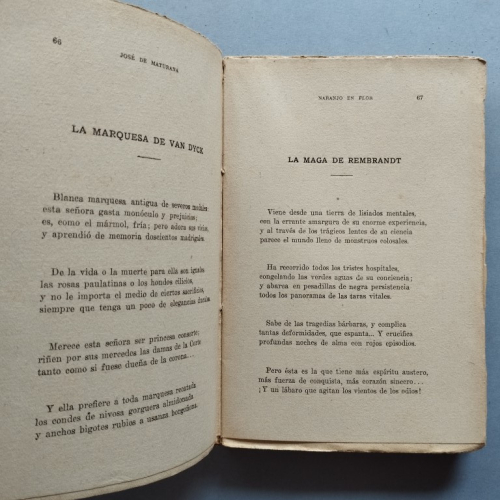 66
JOSÉ DE MATURANA
LA MARQUESA DE VAN DYCK
Blanca marquesa antigua de severos modales
esta señora gasta monóculo y prejuicios;
es, como el mármol, fría; pero adora sus
y aprendió de memoria doscientos madrigales.
De la vida o la muerte para ella son iguales
las rosas paulatinas o los hondos cilicios,
y no le importa el medio de ciertos sacrificios,
siempre que tenga un poco de elegancias
Merece esta señora ser princesa consorte;
riñen por sus mercedes las damas de la Corte
tanto como si fuese dueña de la corona...
Y ella prefiere a toda marquesa
los condes de nivosa gorguera almidonada
y anchos bigotes rubios a usanza borgoñona.
NARANJO EN FLOR
67
LA MAGA DE REMBRANDT
Viene desde una tierra de lisiados mentales,
con la errante amargura de su enorme experiencia,
y al través de los trágicos lentes de su ciencia
parece el mundo lleno de monstruos colosales.
Ha recorrido todos los tristes hospitales,
congelando las verdes aguas de su conciencia;
y abarca en pesadillas de negra persistencia
todos los panoramas de las taras vitales.
Sabe de las tragedias bárbaras, y complica
tantas deformidades, que espanta... Y crucifica
profundas noches de alma con rojos episodios.
Pero ésta es la que tiene más espíritu austero,
más fuerza de conquista, más corazón sincero...
¡Y un lábaro que agitan los vientos de los odios!